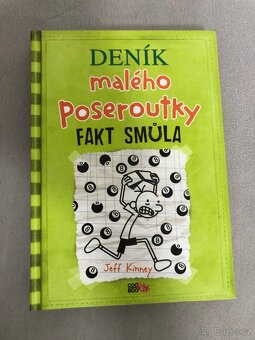 DENÍK
malého
Poseroutky
FAKT SMŮLA
Jeff Kinney